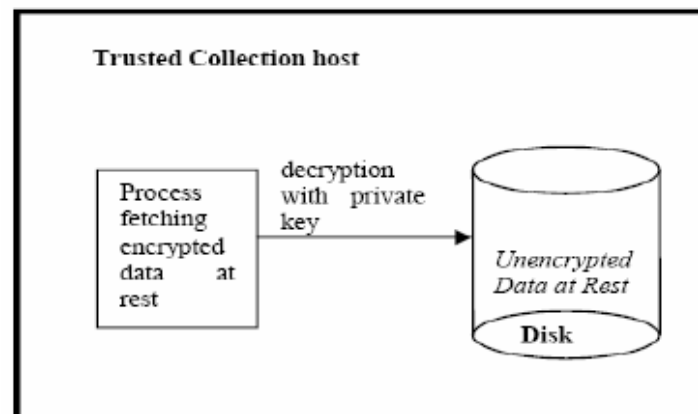 Trusted Collection host
Process
fetching
encrypted
data at
rest
decryption
with private
key
Unencrypted
Data at Rest
Disk